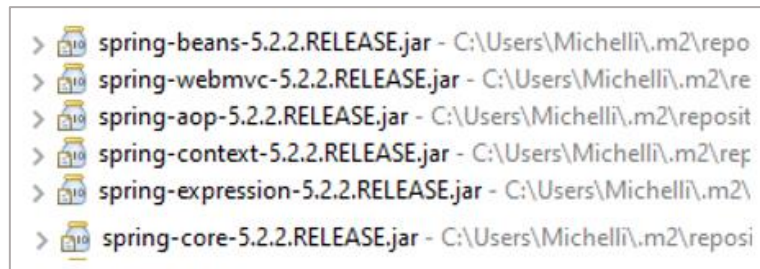 spring-beans-5.2.2.RELEASE.jar - C:\Users\Michelli\.m2\repo
spring-webmvc-5.2.2.RELEASE.jar - C:\Users\Michelli\.m2\re
spring-aop-5.2.2.RELEASE.jar - C:\Users\Michelli\.m2\reposit
spring-context-5.2.2.RELEASE.jar - C:\Users\Michelli\.m2\rep
spring-expression-5.2.2.RELEASE.jar - C:\Users\Michelli\.m2\
spring-core-5.2.2.RELEASE.jar - C:\Users\Michelli\.m2\reposi